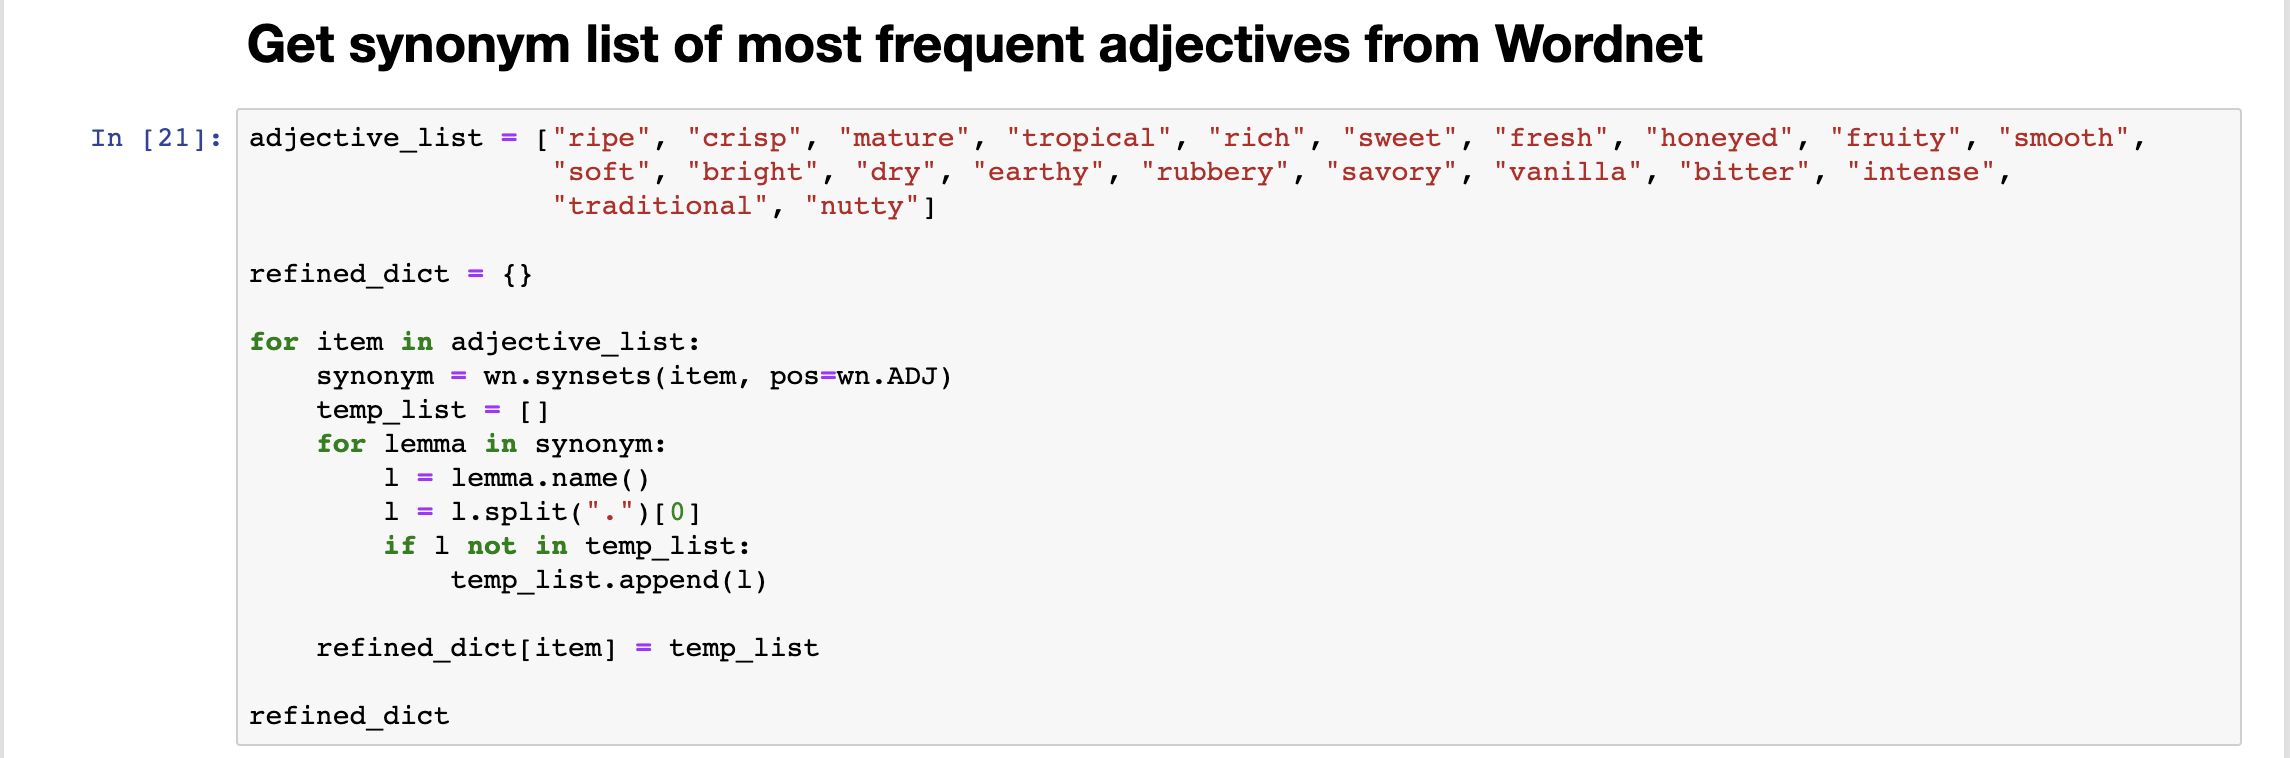 Get synonym list of most frequent adjectives from Wordnet
In [21]: adjective_list = ["ripe", "crisp", "mature", "tropical", "rich", "sweet", "fresh", "honeyed", "fruity", "smooth",
                  "soft", "bright", "dry", "earthy", "rubbery", "savory", "vanilla", "bitter", "intense",
                  "traditional", "nutty"]
refined_dict = {}
for item in adjective_list:
    synonym = wn.synsets(item, pos=wn.ADJ)
    temp_list = []
    for lemma in synonym:
        l = lemma.name()
        l = l.split(".")[0]
        if l not in temp_list:
            temp_list.append(l)
    refined_dict[item] = temp_list
refined_dict